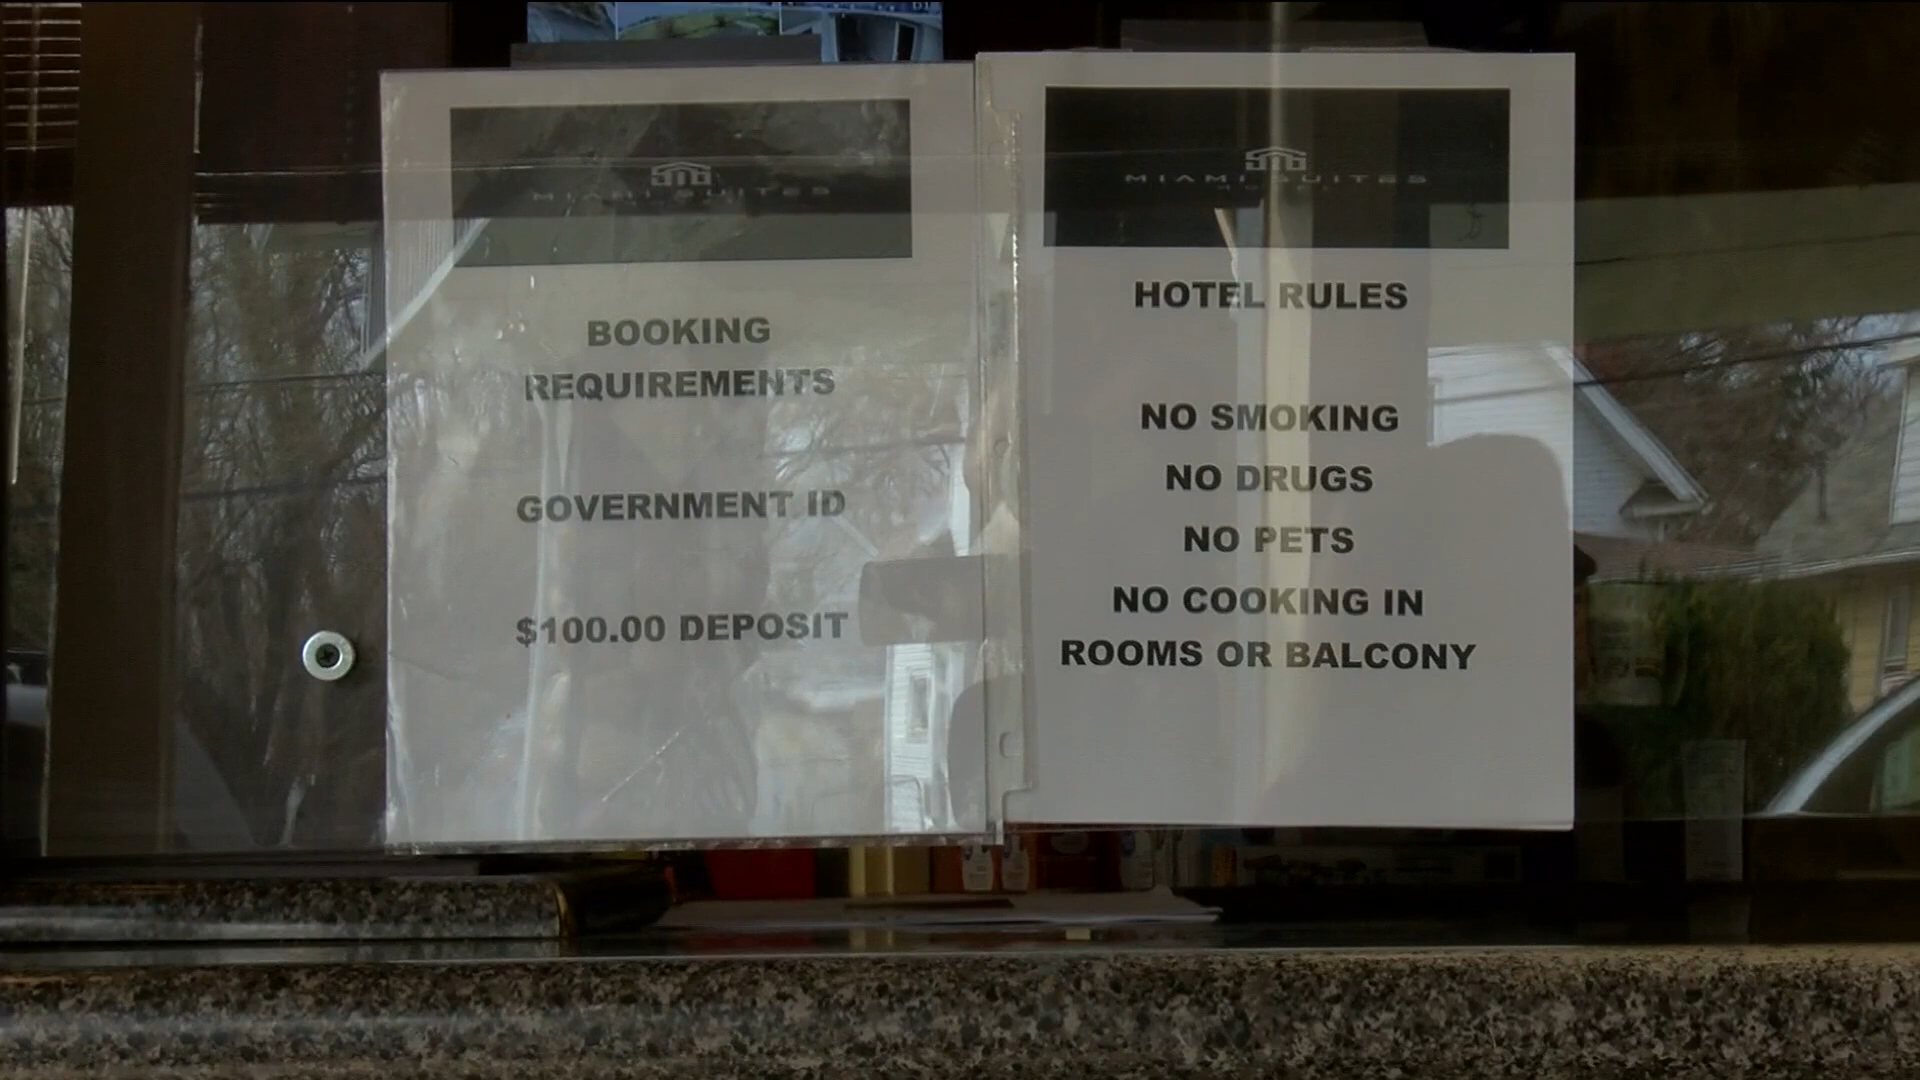 MIAMI SUITES
BOOKING
REQUIREMENTS
GOVERNMENT ID
$100.00 DEPOSIT
MIAMI SUITES
HOTEL RULES
NO SMOKING
NO DRUGS
NO PETS
NO COOKING IN
ROOMS OR BALCONY